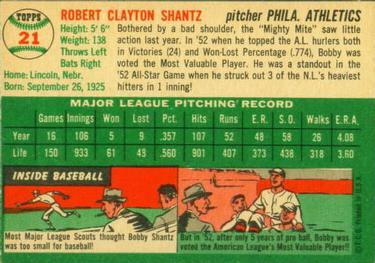 TOPPS
21
ROBERT CLAYTON SHANTZ pitcher PHILA. ATHLETICS
Height: 5' 6"
Weight: 138
Throws Left
Bats Right
Home: Lincoln, Nebr.
Born: September 26, 1925
Bothered by a bad shoulder, the "Mighty Mite" saw little
action last year. In '52 when he topped the A.L. hurlers both
in Victories (24) and Won-Lost Percentage (.774), Bobby was
voted the Most Valuable Player. He was a standout in the
'52 All-Star Game when he struck out 3 of the N.L.'s heaviest
hitters in 1 inning!
MAJOR LEAGUE PITCHING RECORD
Games Innings Won Lost Pct. Hits Runs E.R. S.O. Walks E.R.A.
Year 16 106 5 9 .357 107 52 48 58 26 4.08
Life 150 933 61 49 .560 901 407 373 438 318 3.60
INSIDE BASEBALL
Most Major League Scouts thought Bobby Shantz
was too small for baseball!
But in '52, after only 5 years of pro ball, Bobby was
voted the American League's Most Valuable Player!
© T.C.G. Printed in U.S.A.